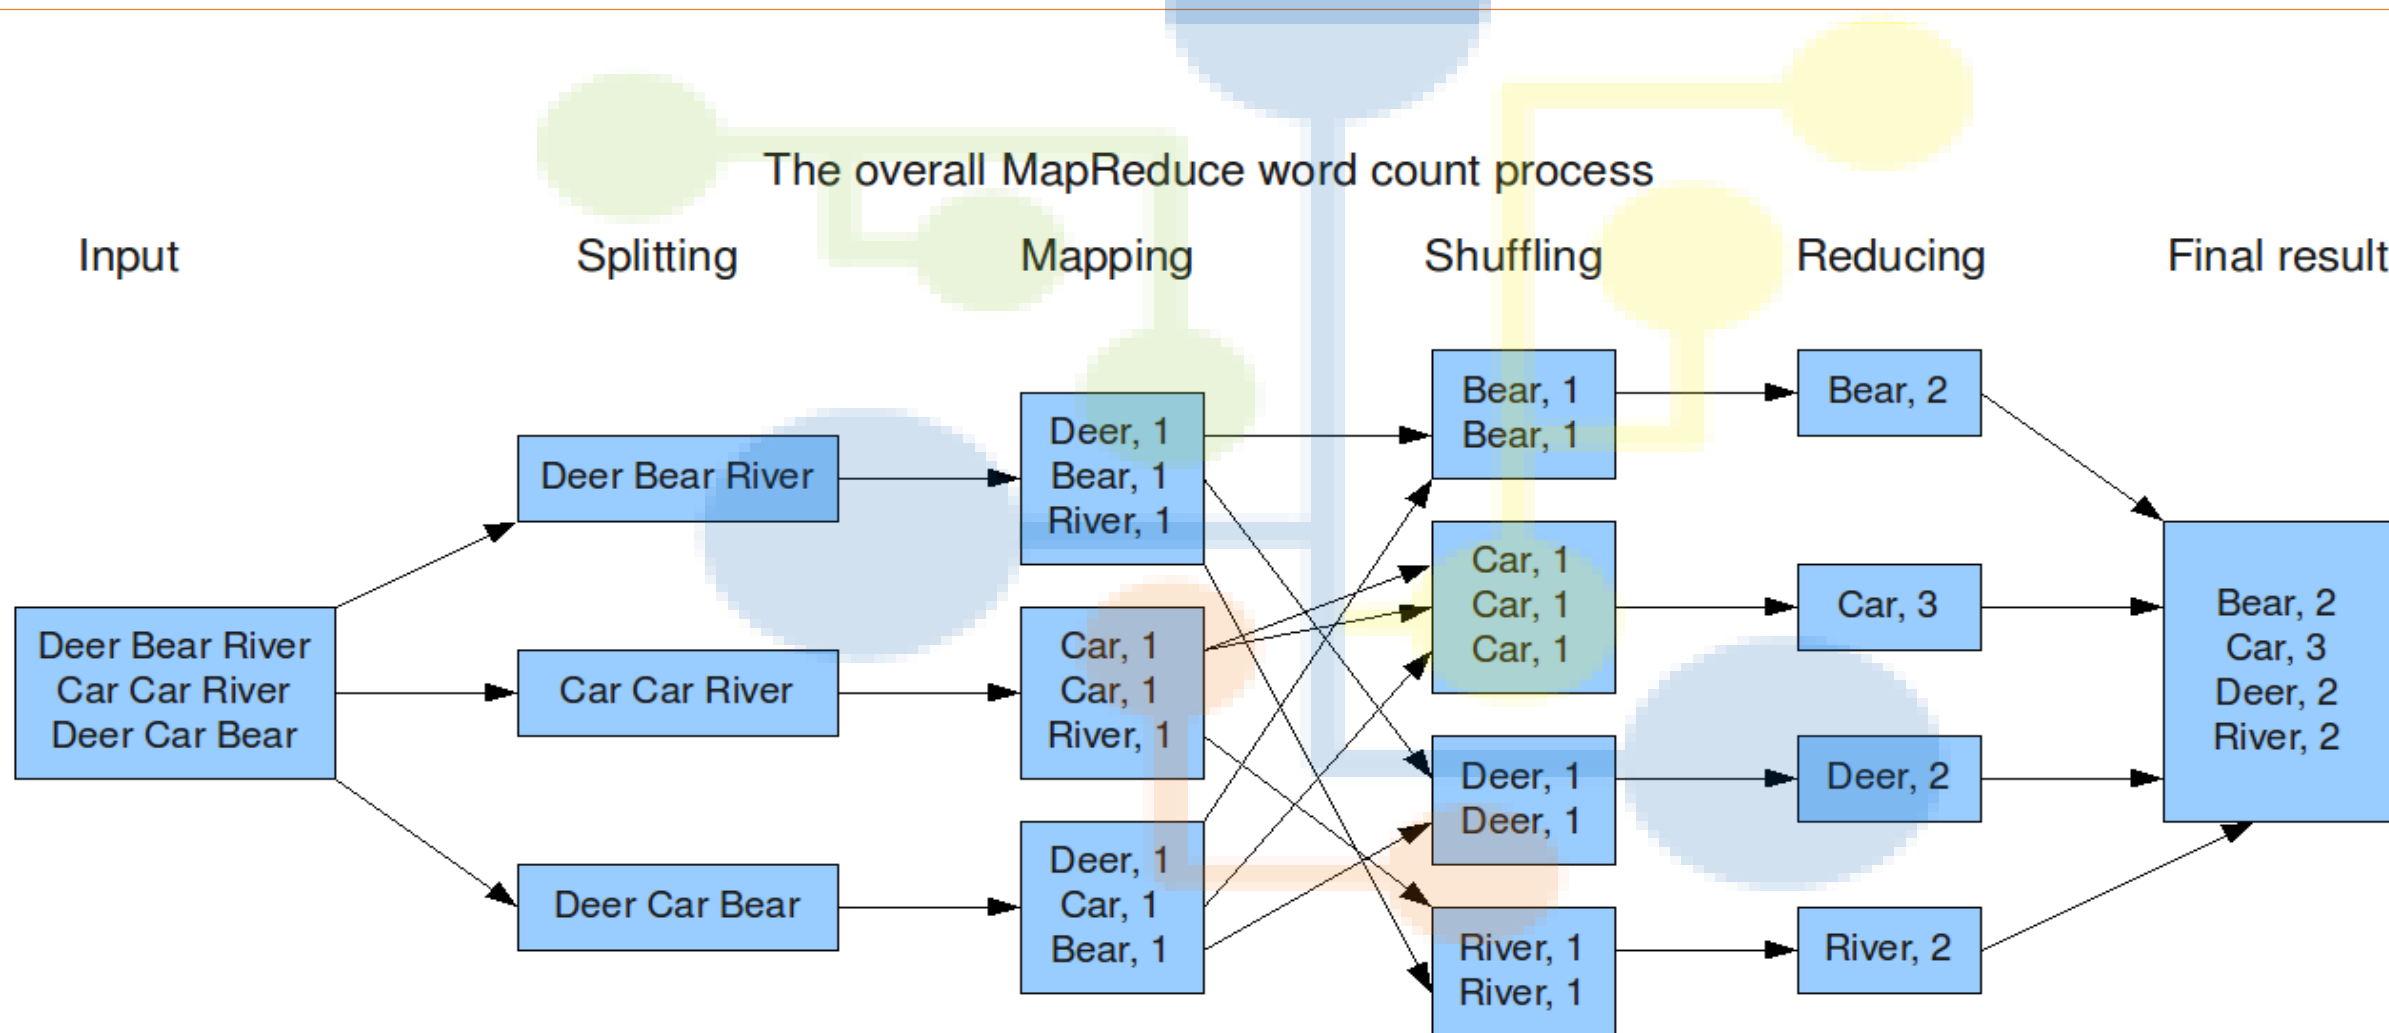 The overall MapReduce word count process
Input
Splitting
Mapping
Shuffling
Reducing
Final result
Deer Bear River
Car Car River
Deer Car Bear
Deer Bear River
Car Car River
Deer Car Bear
Deer, 1
Bear, 1
River, 1
Car, 1
Car, 1
River, 1
Deer, 1
Car, 1
Bear, 1
Bear, 1
Bear, 1
Car, 1
Car, 1
Car, 1
Deer, 1
Deer, 1
River, 1
River, 1
Bear, 2
Car, 3
Deer, 2
River, 2
Bear, 2
Car, 3
Deer, 2
River, 2